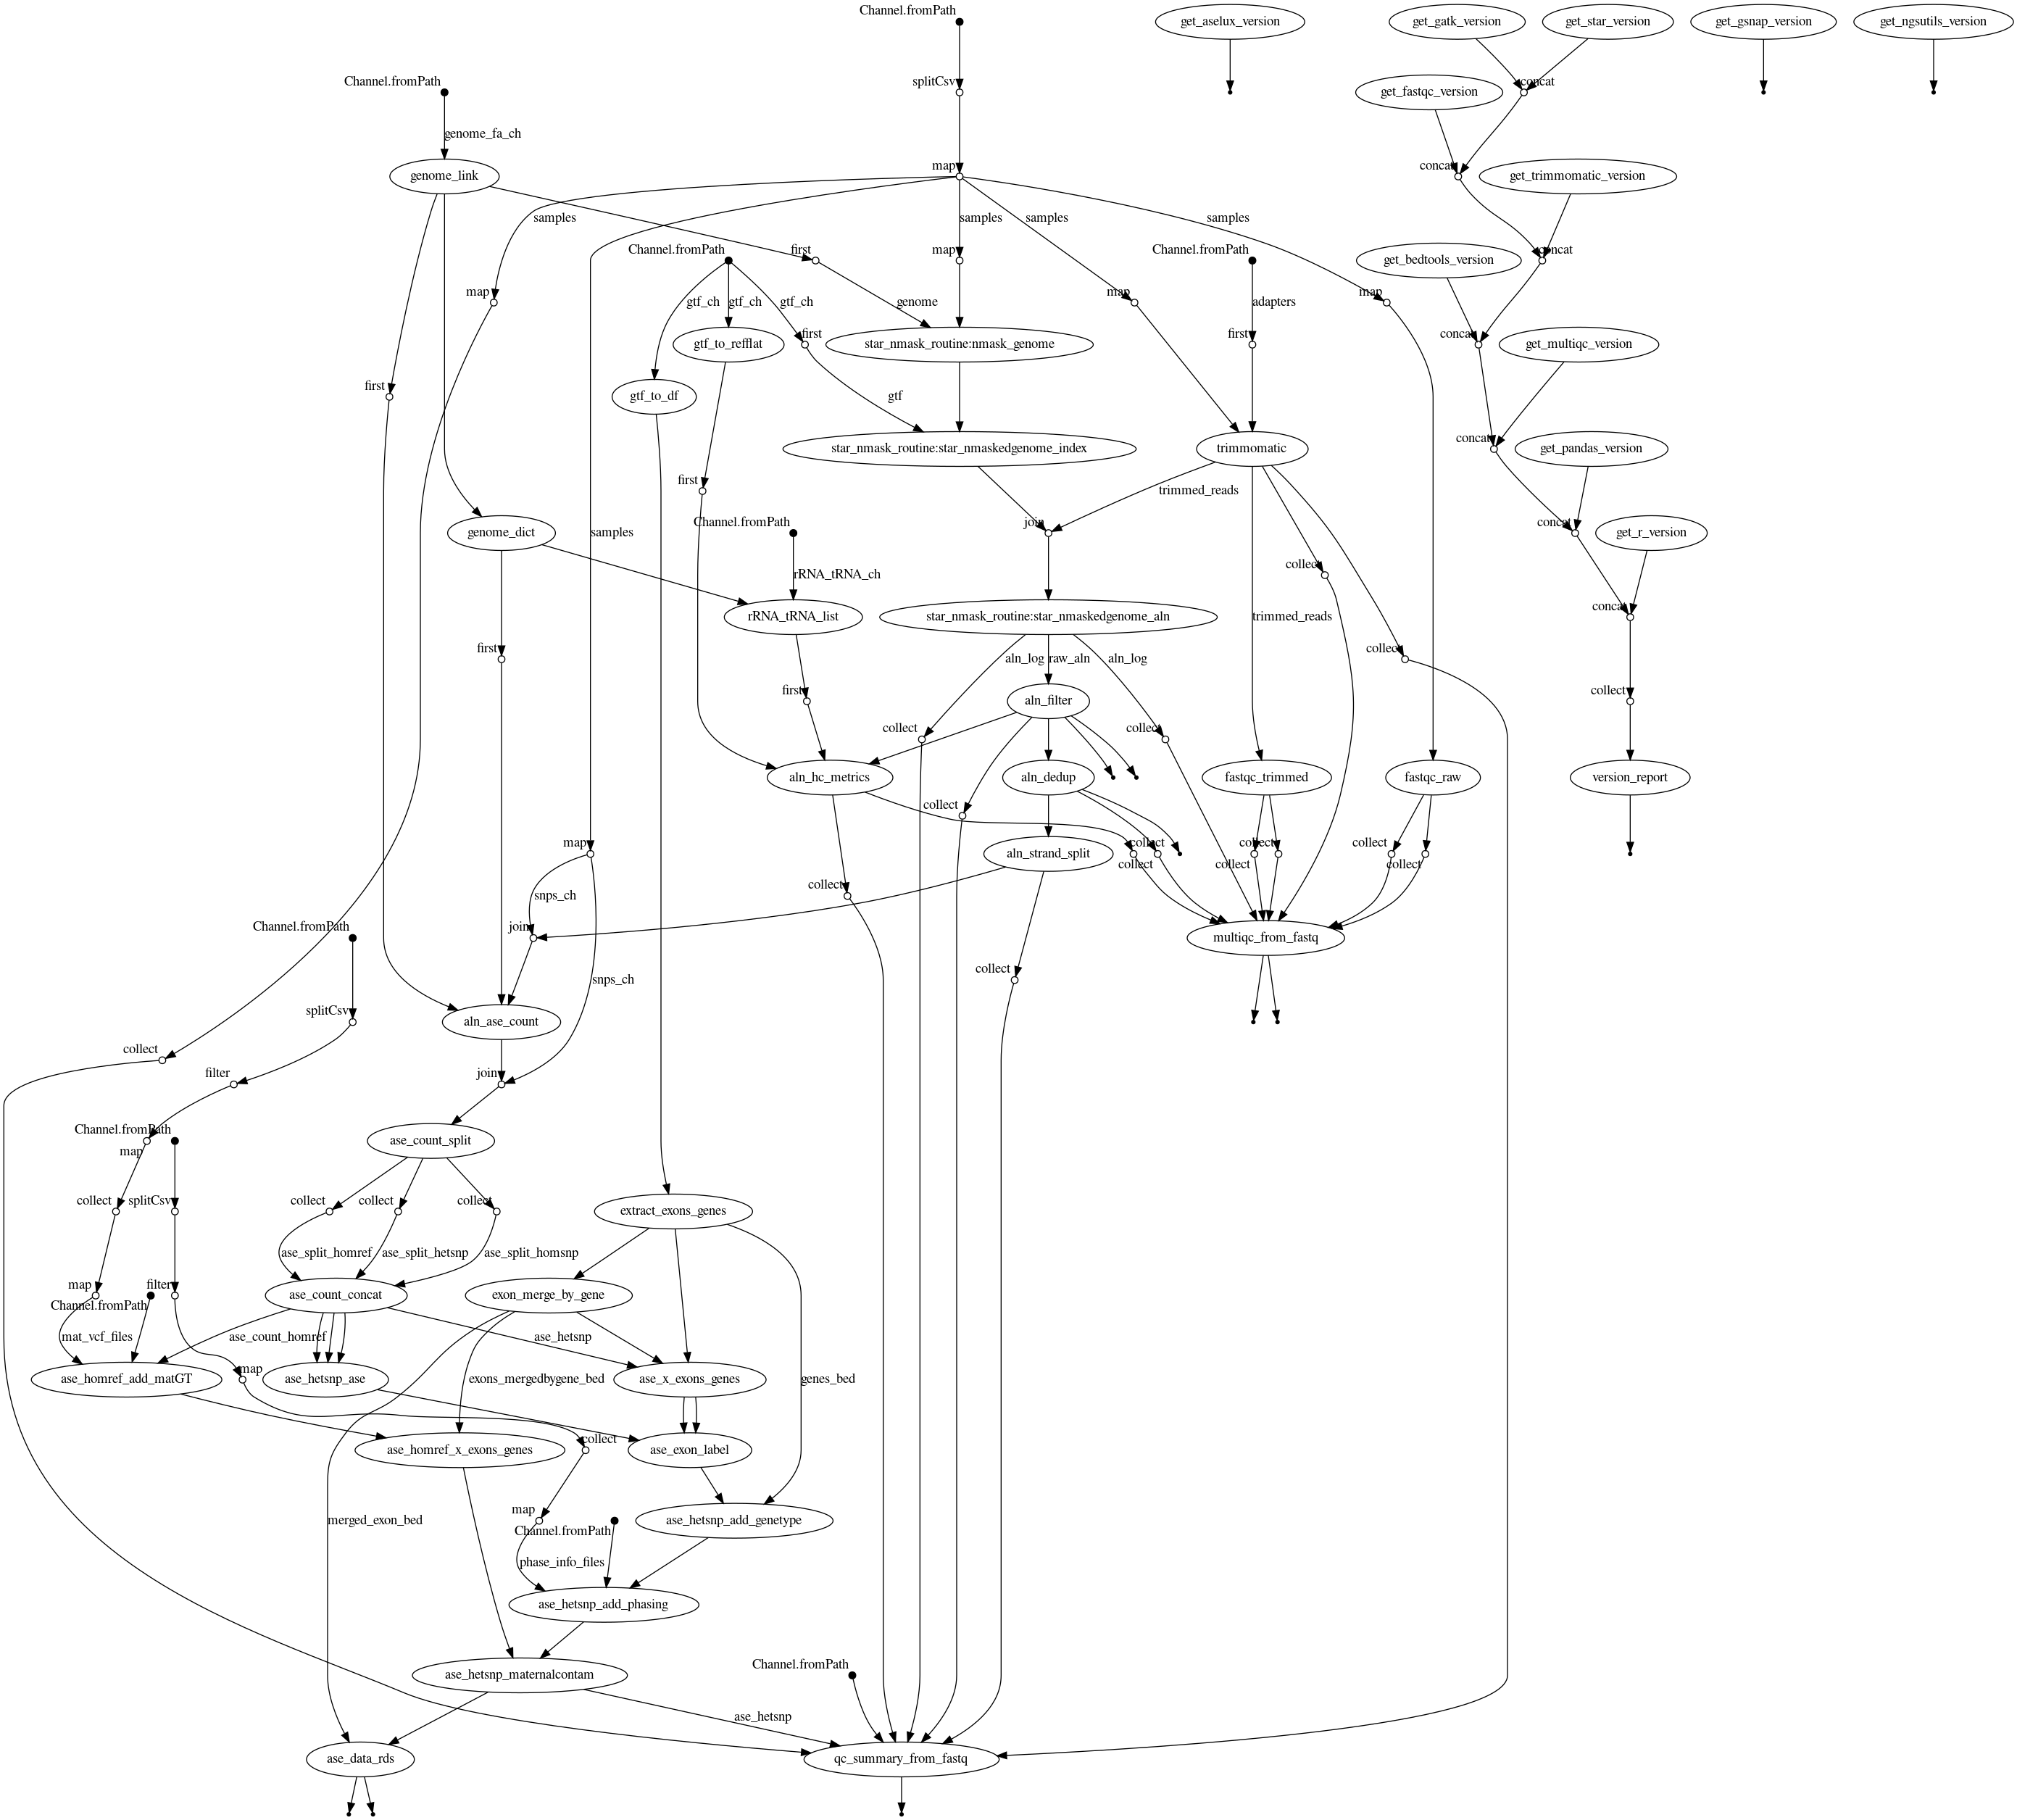 Channel.fromPath
get_aselux_version
get_gatk_version
get_star_version
get_gsnap_version
get_ngsutils_version
Channel.fromPath
splitCsv
get_fastqc_version
concat
genome_fa_ch
genome_link
map
concat
get_trimmomatic_version
samples
samples
samples
samples
Channel.fromPath
first
map
Channel.fromPath
get_bedtools_version
concat
map
gtf_ch
gtf_ch
gtf_ch
genome
map
adapters
map
first
gtf_to_refflat
first
star_nmask_routine:nmask_genome
first
concat
get_multiqc_version
gtf_to_df
gtf
star_nmask_routine:star_nmaskedgenome_index
trimmomatic
concat
get_pandas_version
first
trimmed_reads
genome_dict
samples
Channel.fromPath
join
concat
get_r_version
rRNA_tRNA_ch
collect
rRNA_tRNA_list
star_nmask_routine:star_nmaskedgenome_aln
trimmed_reads
concat
first
aln_log
raw_aln
aln_log
collect
first
aln_filter
collect
collect
collect
aln_hc_metrics
aln_dedup
fastqc_trimmed
fastqc_raw
version_report
collect
map
aln_strand_split
collect
collect
collect
collect
collect
collect
collect
snps_ch
Channel.fromPath
join
multiqc_from_fastq
collect
snps_ch
splitCsv
aln_ase_count
collect
filter
join
Channel.fromPath
map
ase_count_split
collect
splitCsv
collect
collect
collect
extract_exons_genes
ase_split_homref
ase_split_hetsnp
ase_split_homsnp
map
filter
Channel.fromPath
ase_count_concat
exon_merge_by_gene
mat_vcf_files
ase_count_homref
ase_hetsnp
map
ase_homref_add_matGT
ase_hetsnp_ase
exons_mergedbygene_bed
ase_x_exons_genes
genes_bed
ase_homref_x_exons_genes
collect
ase_exon_label
map
merged_exon_bed
Channel.fromPath
ase_hetsnp_add_genetype
phase_info_files
ase_hetsnp_add_phasing
Channel.fromPath
ase_hetsnp_maternalcontam
ase_hetsnp
ase_data_rds
qc_summary_from_fastq